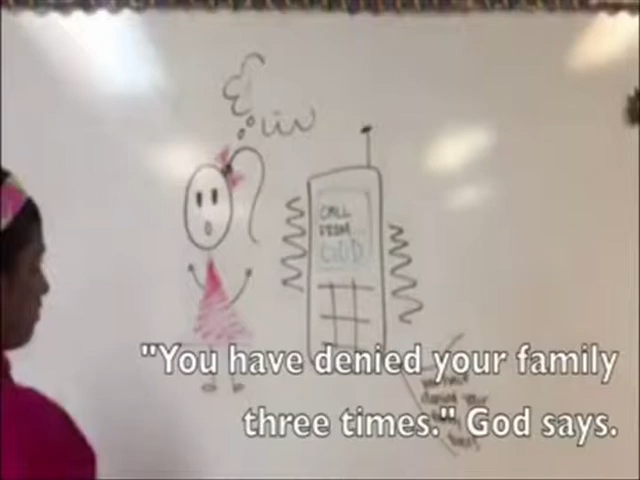 CALL
FROM...
GOD
"You have denied your family
three times." God says.